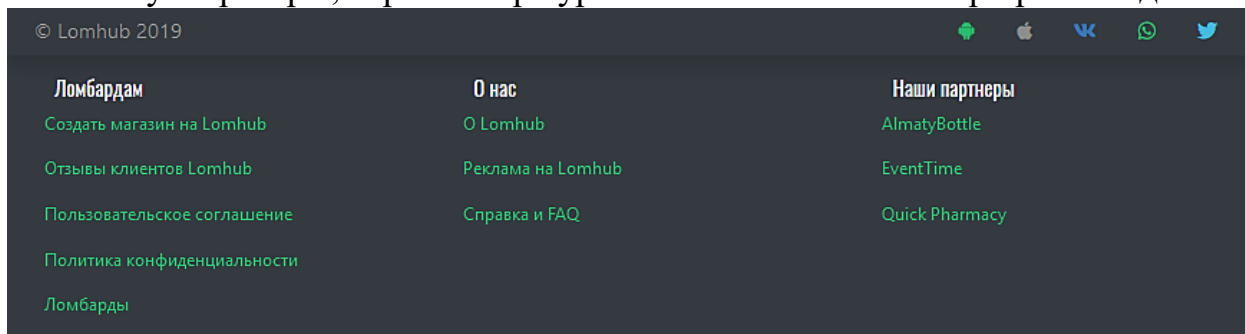 © Lomhub 2019
Ломбардам
Создать магазин на Lomhub
Отзывы клиентов Lomhub
Пользовательское соглашение
Политика конфиденциальности
Ломбарды
О нас
О Lomhub
Реклама на Lomhub
Справка и FAQ
Наши партнеры
AlmatyBottle
EventTime
Quick Pharmacy